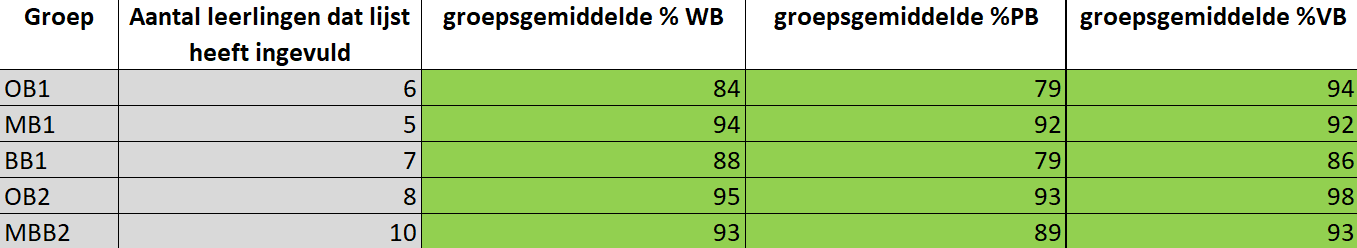 Groep Aantal leerlingen dat lijst heeft ingevuld groepsgemiddelde % WB groepsgemiddelde %PB groepsgemiddelde %VB
OB1 6 84 79 94
MB1 5 94 92 92
BB1 7 88 79 86
OB2 8 95 93 98
MBB2 10 93 89 93